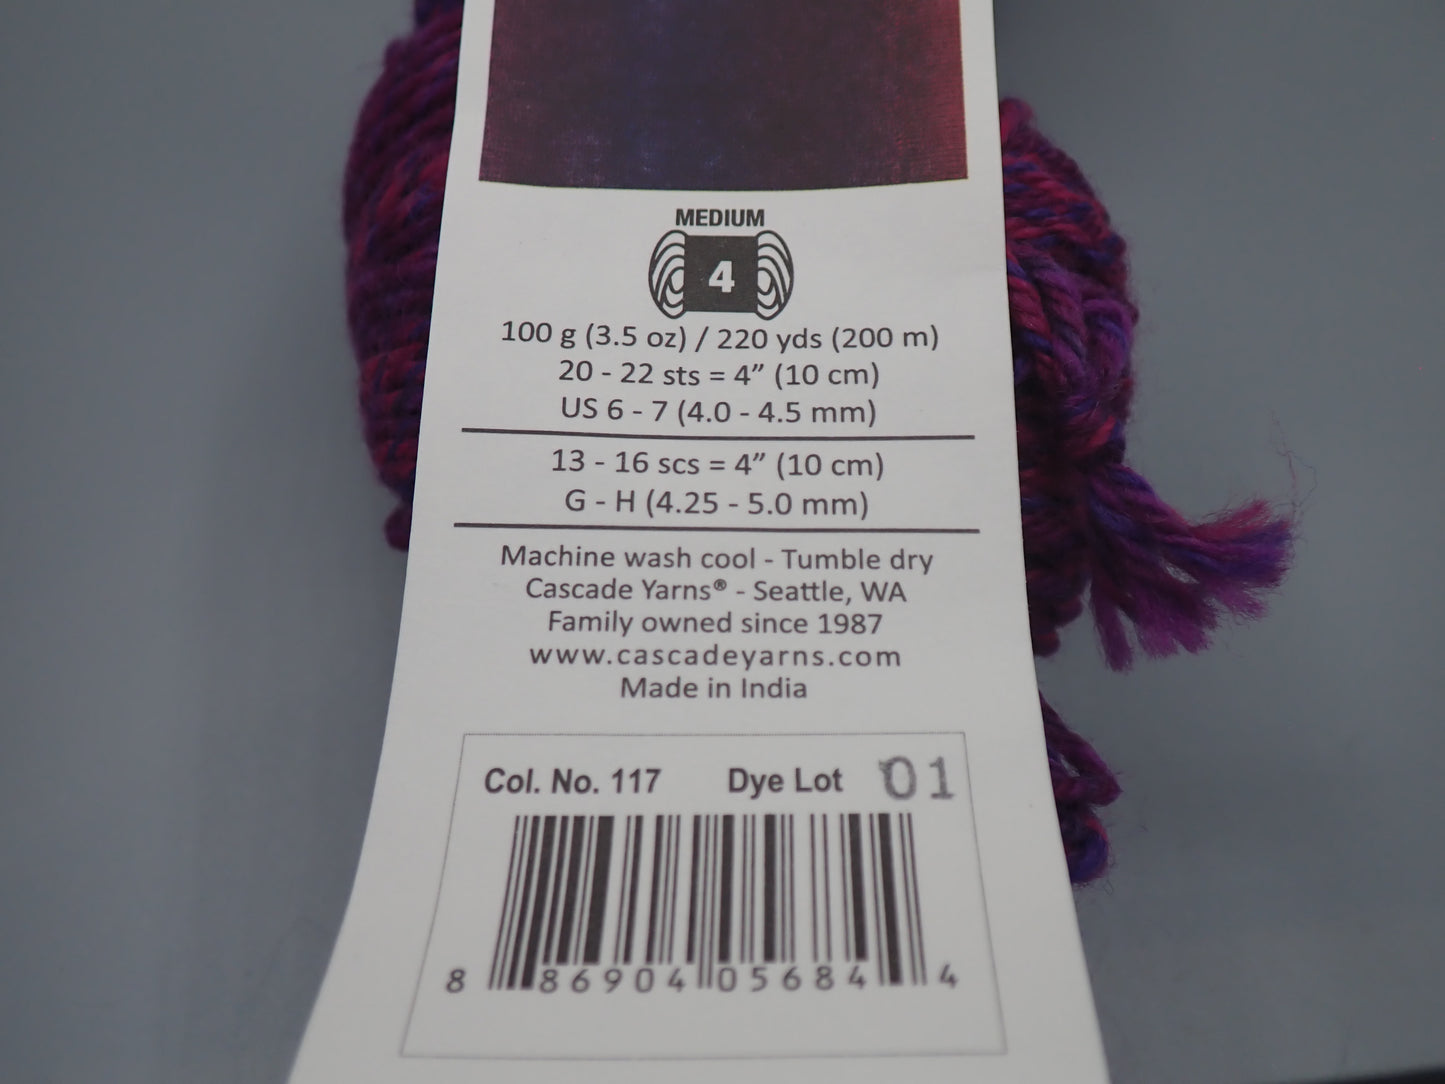 MEDIUM
4
100 g (3.5 oz) / 220 yds (200 m)
20 - 22 sts = 4” (10 cm)
US 6 - 7 (4.0 - 4.5 mm)
13 - 16 scs = 4” (10 cm)
G - H (4.25 - 5.0 mm)
Machine wash cool - Tumble dry
Cascade Yarns® - Seattle, WA
Family owned since 1987
www.cascadeyarns.com
Made in India
Col. No. 117 Dye Lot 01
8 86904 05684 4